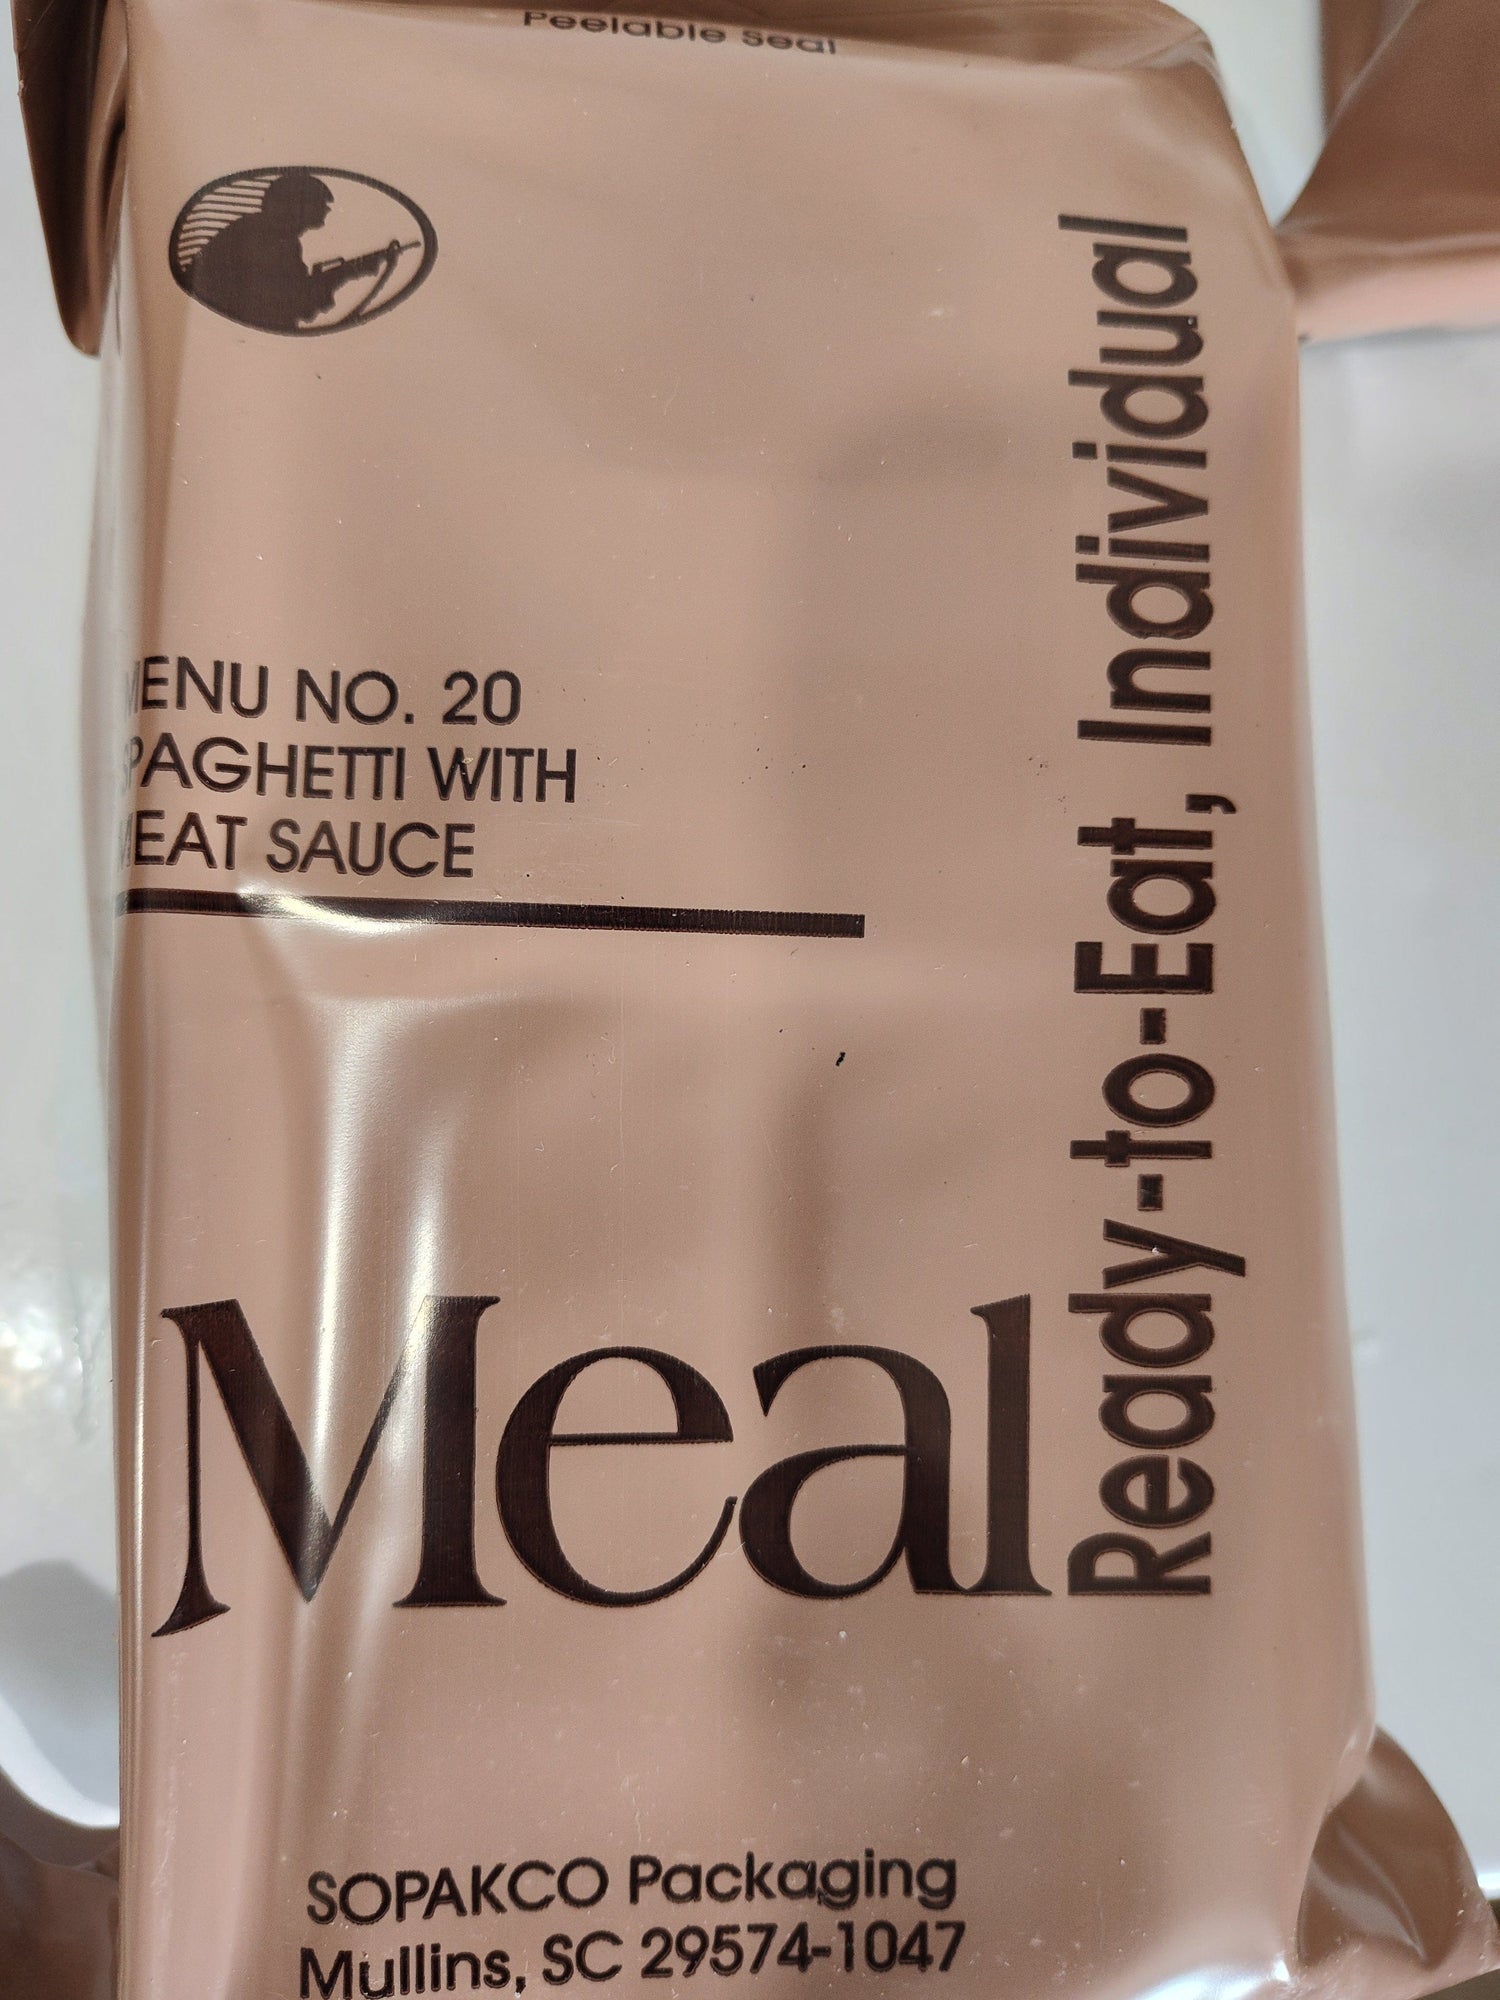 Peelable Seal
MENU NO. 20
SPAGHETTI WITH
MEAT SAUCE
Meal
Ready-to-Eat, Individual
SOPAKCO Packaging
Mullins, SC 29574-1047